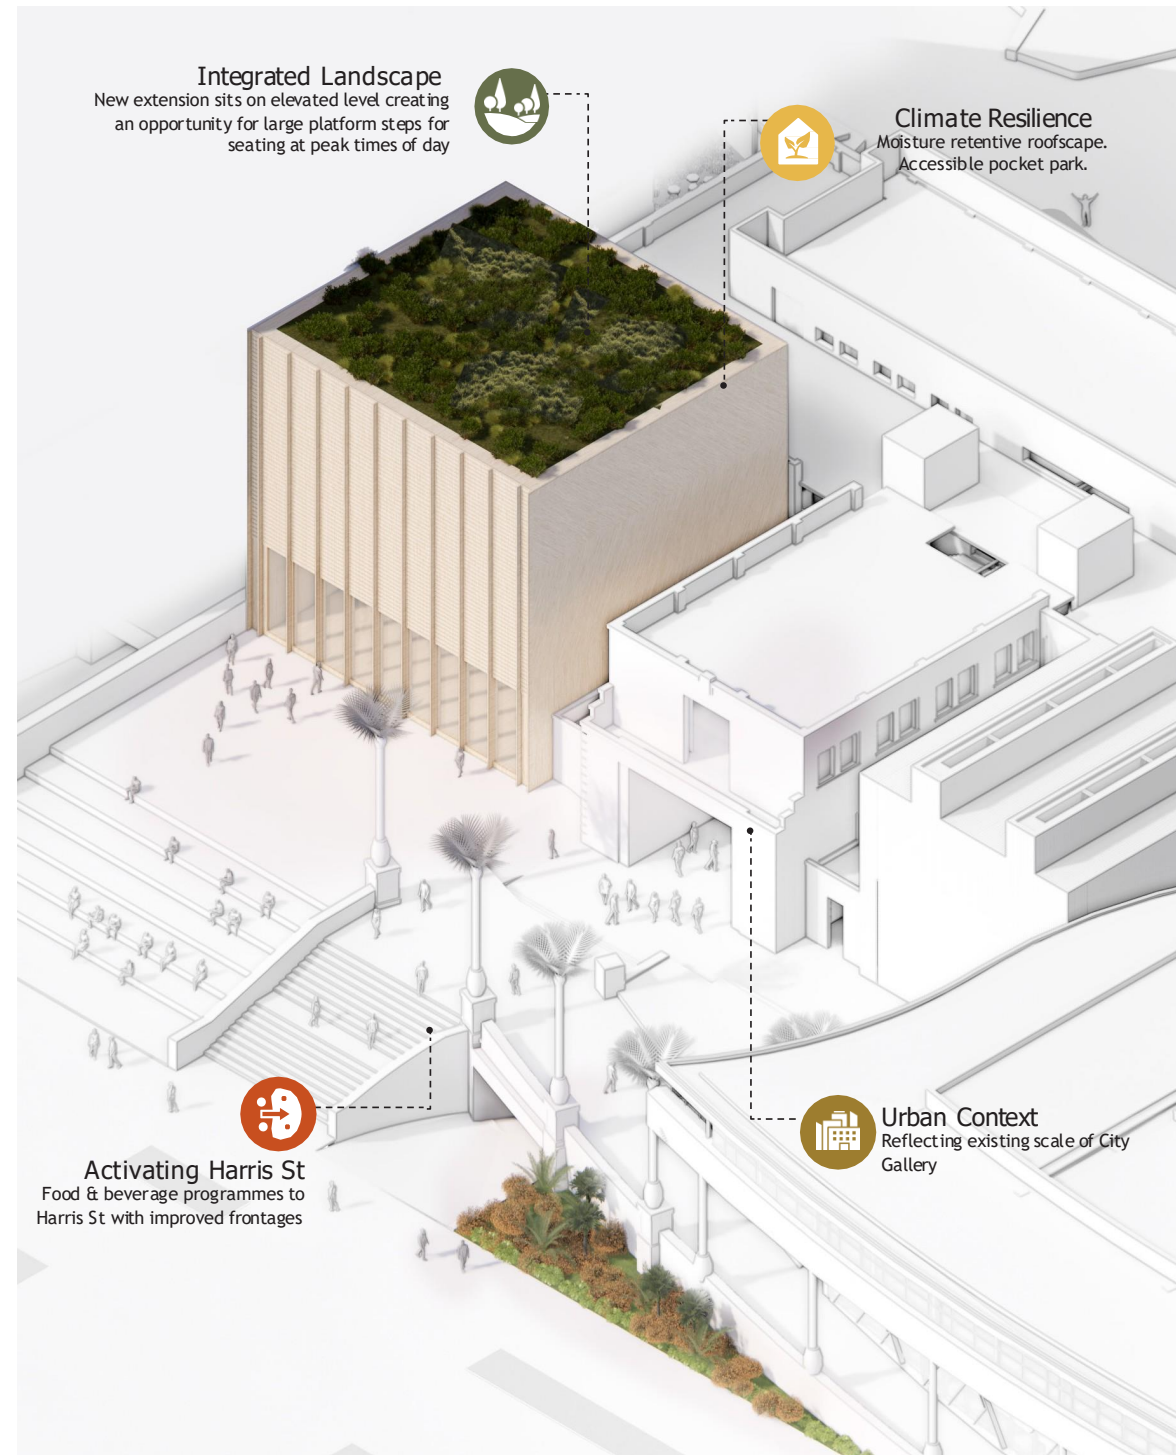 Integrated Landscape
New extension sits on elevated level creating
an opportunity for large platform steps for
seating at peak times of day
Climate Resilience
Moisture retentive roofscape.
Accessible pocket park.
Activating Harris St
Food & beverage programmes to
Harris St with improved frontages
Urban Context
Reflecting existing scale of City
Gallery